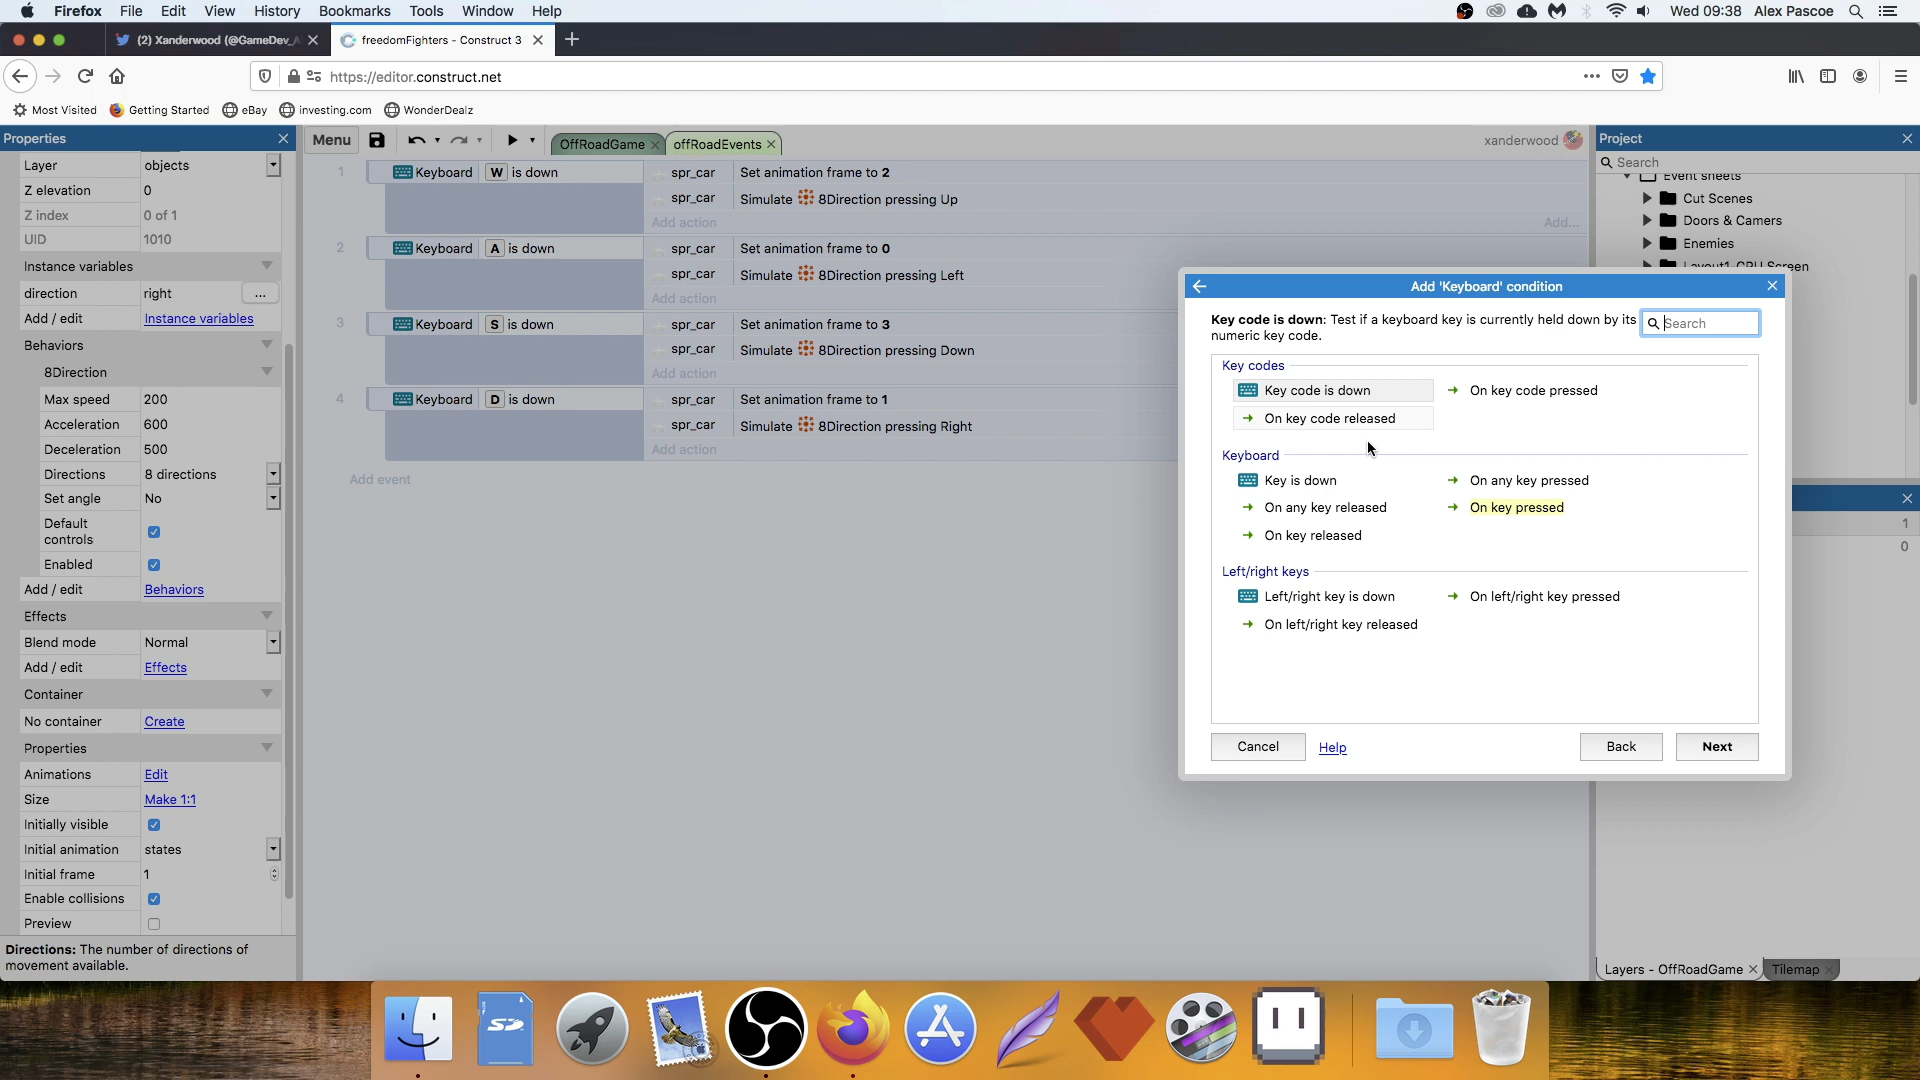 Firefox File Edit View History Bookmarks Tools Window Help Wed 09:38 Alex Pascoe
(2) Xanderwood (@GameDev_A freedomFighters - Construct 3
https://editor.construct.net
Most Visited Getting Started eBay investing.com WonderDealz
Properties
Menu
OffRoadGame
offRoadEvents
xanderwood
Project
Layer objects
Z elevation 0
Z index 0 of 1
UID 1010
Instance variables
direction right ...
Add / edit Instance variables
Behaviors
8Direction
Max speed 200
Acceleration 600
Deceleration 500
Directions 8 directions
Set angle No
Default controls
Enabled
Add / edit Behaviors
Effects
Blend mode Normal
Add / edit Effects
Container
No container Create
Properties
Animations Edit
Size Make 1:1
Initially visible
Initial animation states
Initial frame 1
Enable collisions
Preview
Directions: The number of directions of
movement available.
1 Keyboard W is down spr_car Set animation frame to 2
spr_car Simulate 8Direction pressing Up
Add action Add...
2 Keyboard A is down spr_car Set animation frame to 0
spr_car Simulate 8Direction pressing Left
Add action
3 Keyboard S is down spr_car Set animation frame to 3
spr_car Simulate 8Direction pressing Down
Add action
4 Keyboard D is down spr_car Set animation frame to 1
spr_car Simulate 8Direction pressing Right
Add action
Add event
Search
Event sheets
Cut Scenes
Doors & Camers
Enemies
Layout1-CPU Screen
Add 'Keyboard' condition
Key code is down: Test if a keyboard key is currently held down by its
numeric key code.
Search
Key codes
Key code is down On key code pressed
On key code released
Keyboard
Key is down On any key pressed
On any key released On key pressed
On key released
Left/right keys
Left/right key is down On left/right key pressed
On left/right key released
Cancel Help Back Next
1
0
Layers - OffRoadGame Tilemap
SD